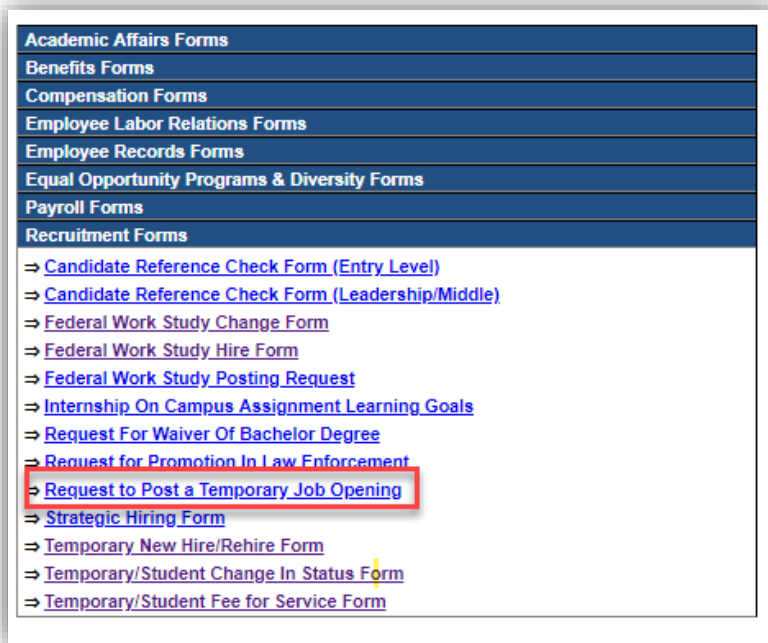 Academic Affairs Forms
Benefits Forms
Compensation Forms
Employee Labor Relations Forms
Employee Records Forms
Equal Opportunity Programs & Diversity Forms
Payroll Forms
Recruitment Forms
⇒ Candidate Reference Check Form (Entry Level)
⇒ Candidate Reference Check Form (Leadership/Middle)
⇒ Federal Work Study Change Form
⇒ Federal Work Study Hire Form
⇒ Federal Work Study Posting Request
⇒ Internship On Campus Assignment Learning Goals
⇒ Request For Waiver Of Bachelor Degree
⇒ Request for Promotion In Law Enforcement
⇒ Request to Post a Temporary Job Opening
⇒ Strategic Hiring Form
⇒ Temporary New Hire/Rehire Form
⇒ Temporary/Student Change In Status Form
⇒ Temporary/Student Fee for Service Form